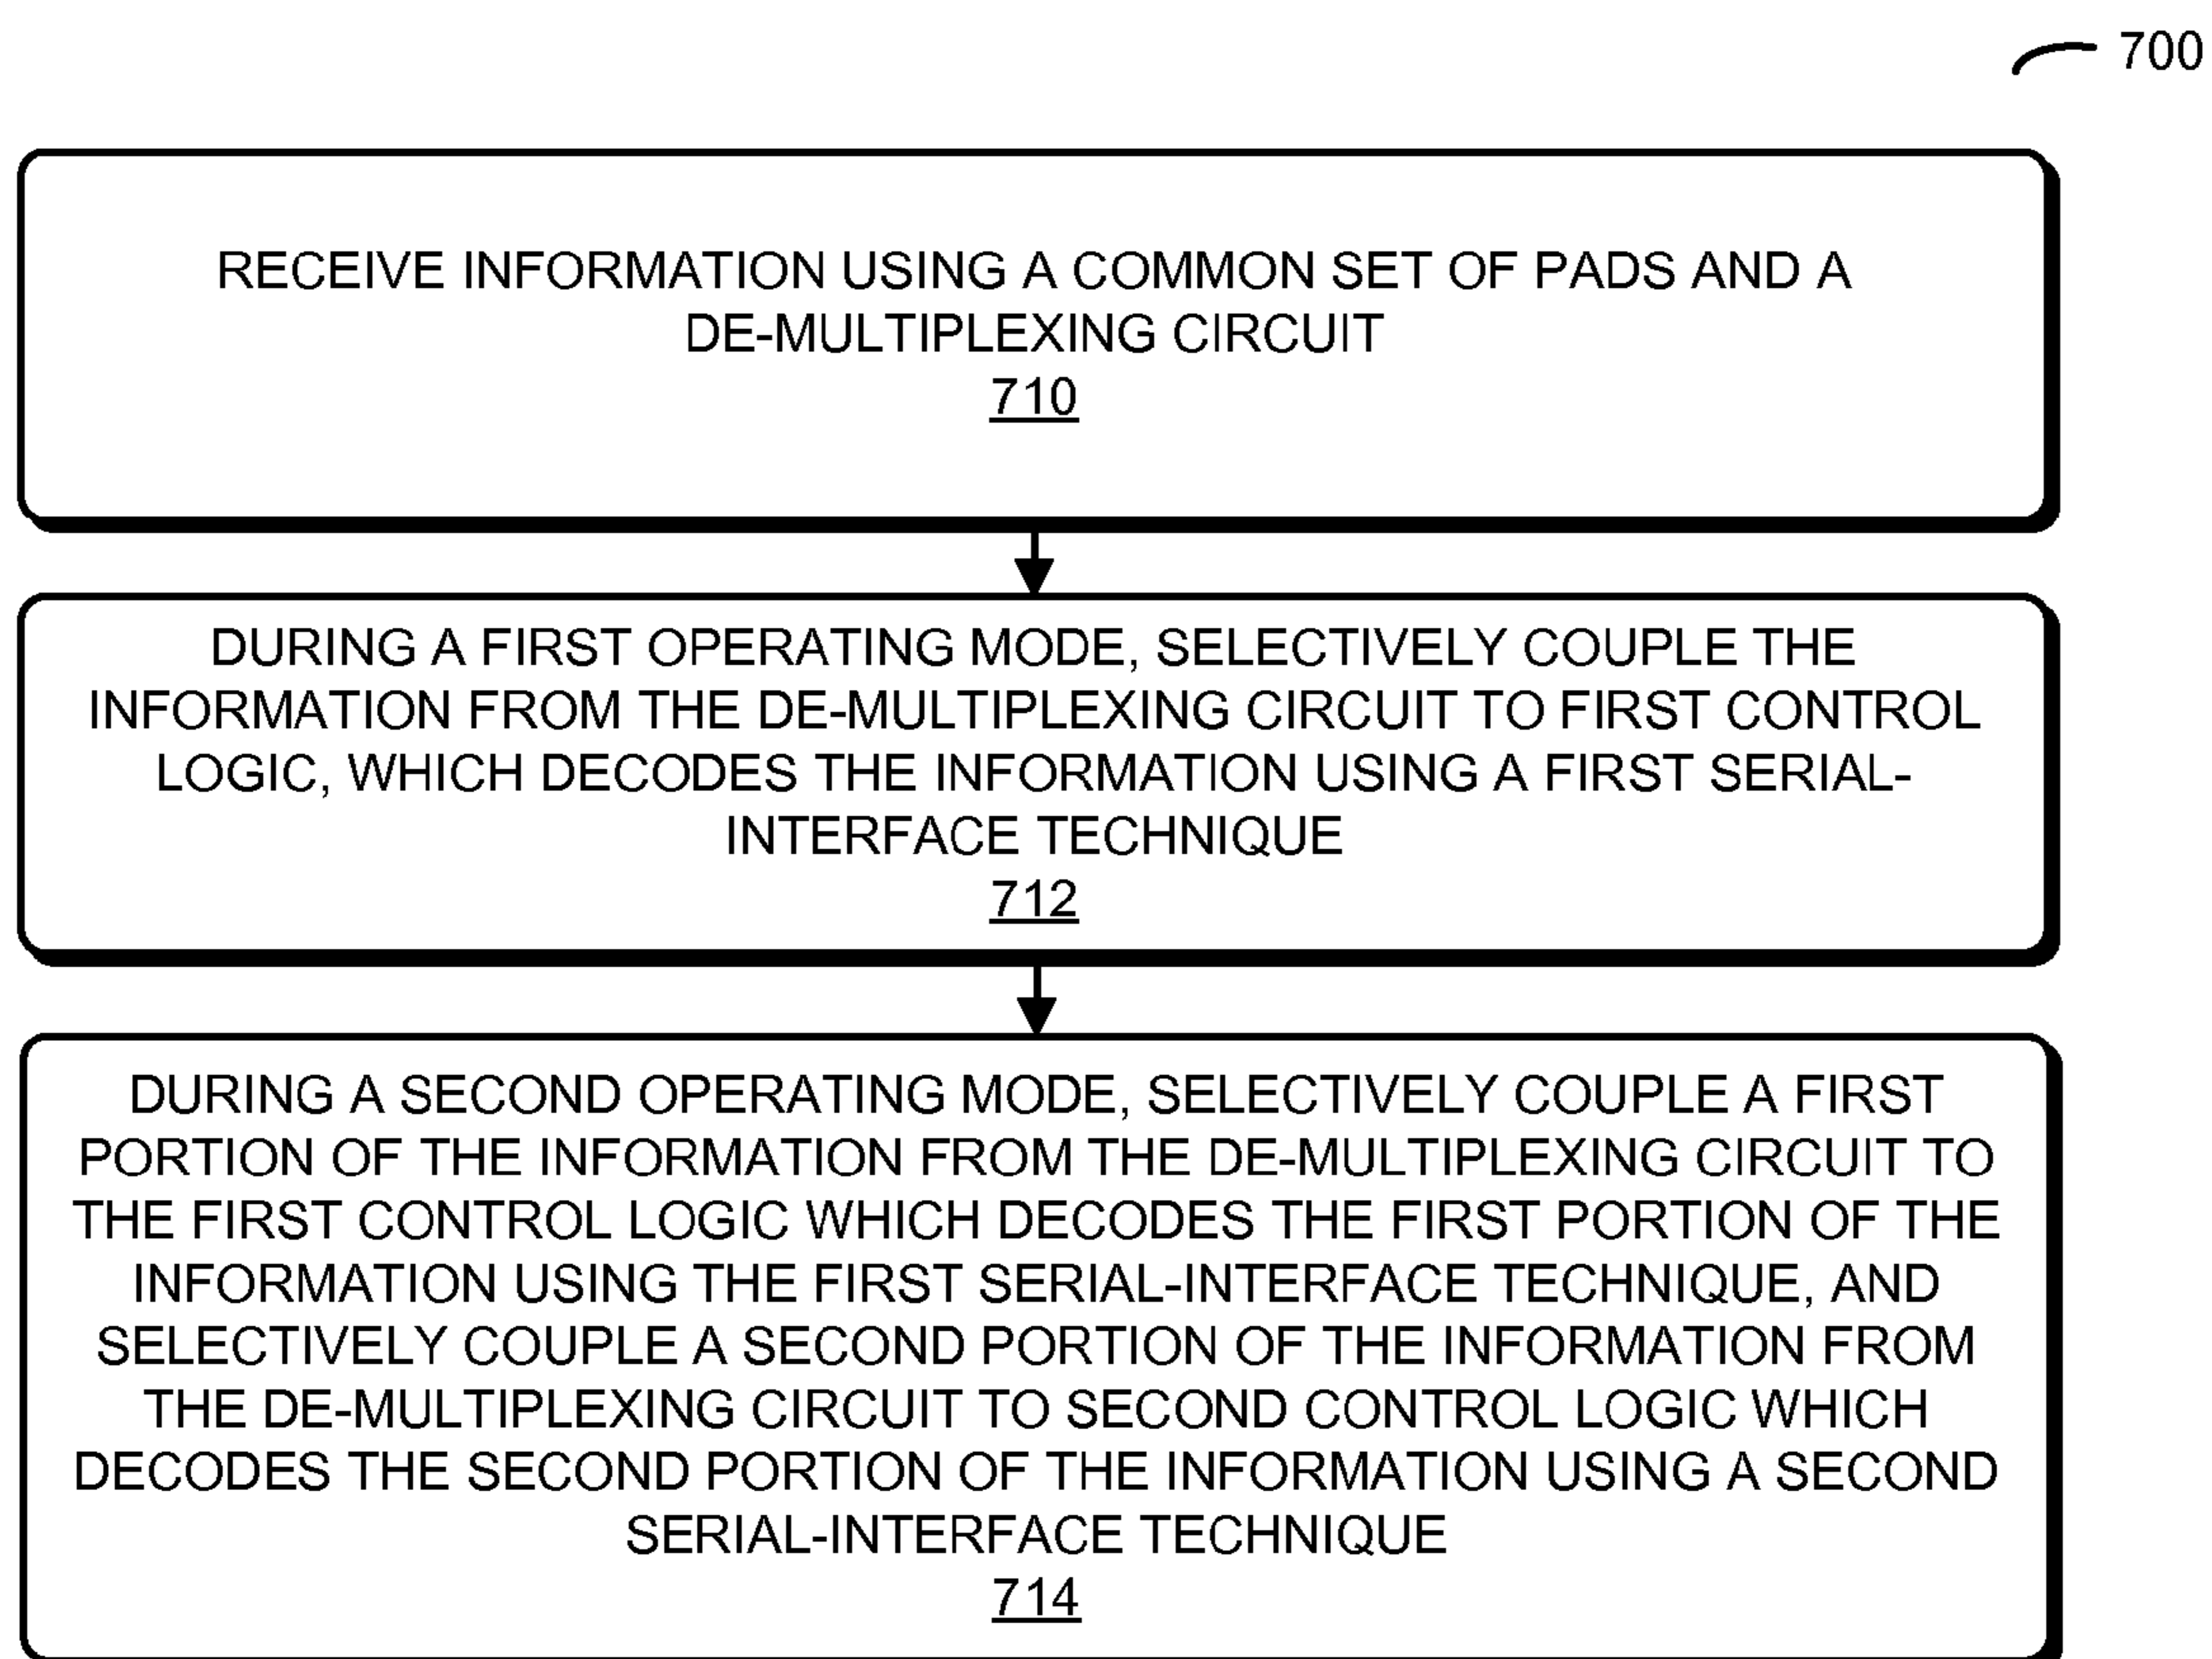 700
RECEIVE INFORMATION USING A COMMON SET OF PADS AND A
DE-MULTIPLEXING CIRCUIT
710
DURING A FIRST OPERATING MODE, SELECTIVELY COUPLE THE
INFORMATION FROM THE DE-MULTIPLEXING CIRCUIT TO FIRST CONTROL
LOGIC, WHICH DECODES THE INFORMATION USING A FIRST SERIAL-
INTERFACE TECHNIQUE
712
DURING A SECOND OPERATING MODE, SELECTIVELY COUPLE A FIRST
PORTION OF THE INFORMATION FROM THE DE-MULTIPLEXING CIRCUIT TO
THE FIRST CONTROL LOGIC WHICH DECODES THE FIRST PORTION OF THE
INFORMATION USING THE FIRST SERIAL-INTERFACE TECHNIQUE, AND
SELECTIVELY COUPLE A SECOND PORTION OF THE INFORMATION FROM
THE DE-MULTIPLEXING CIRCUIT TO SECOND CONTROL LOGIC WHICH
DECODES THE SECOND PORTION OF THE INFORMATION USING A SECOND
SERIAL-INTERFACE TECHNIQUE
714